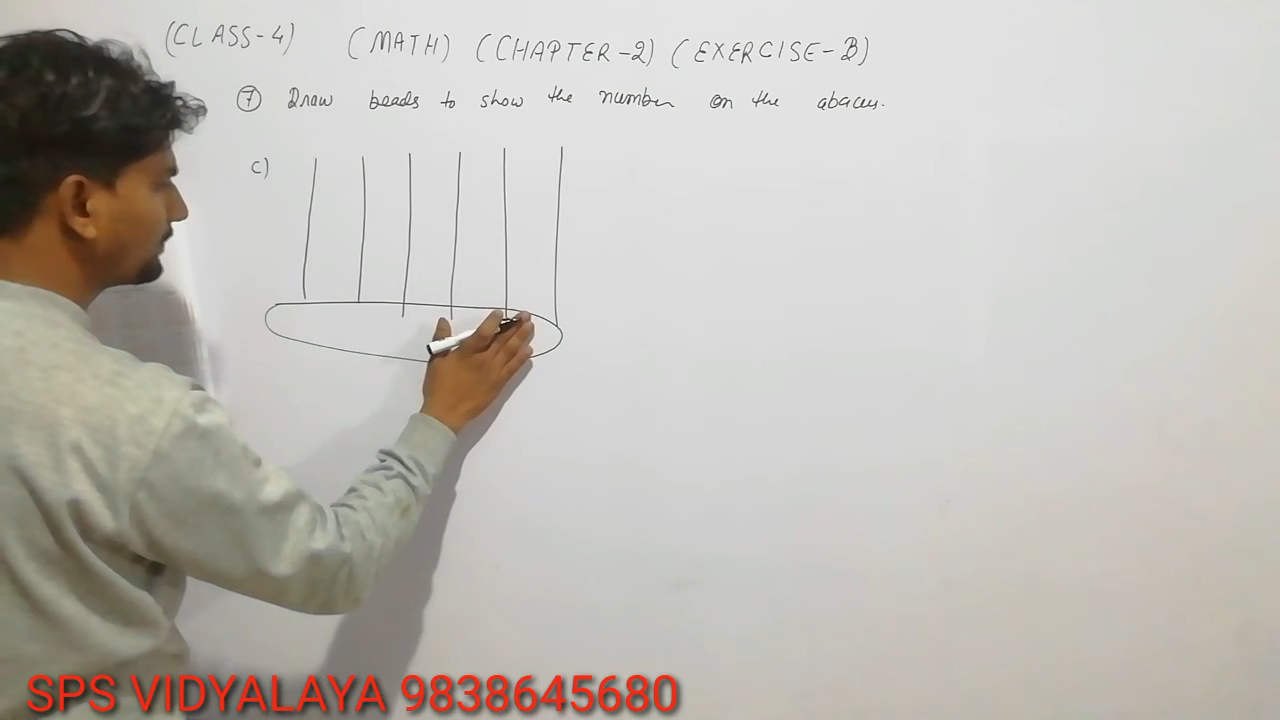 (CLASS-4) (MATH) (CHAPTER-2) (EXERCISE-B)
7 Draw beads to show the number on the abacus.
c)
SPS VIDYALAYA 9838645680